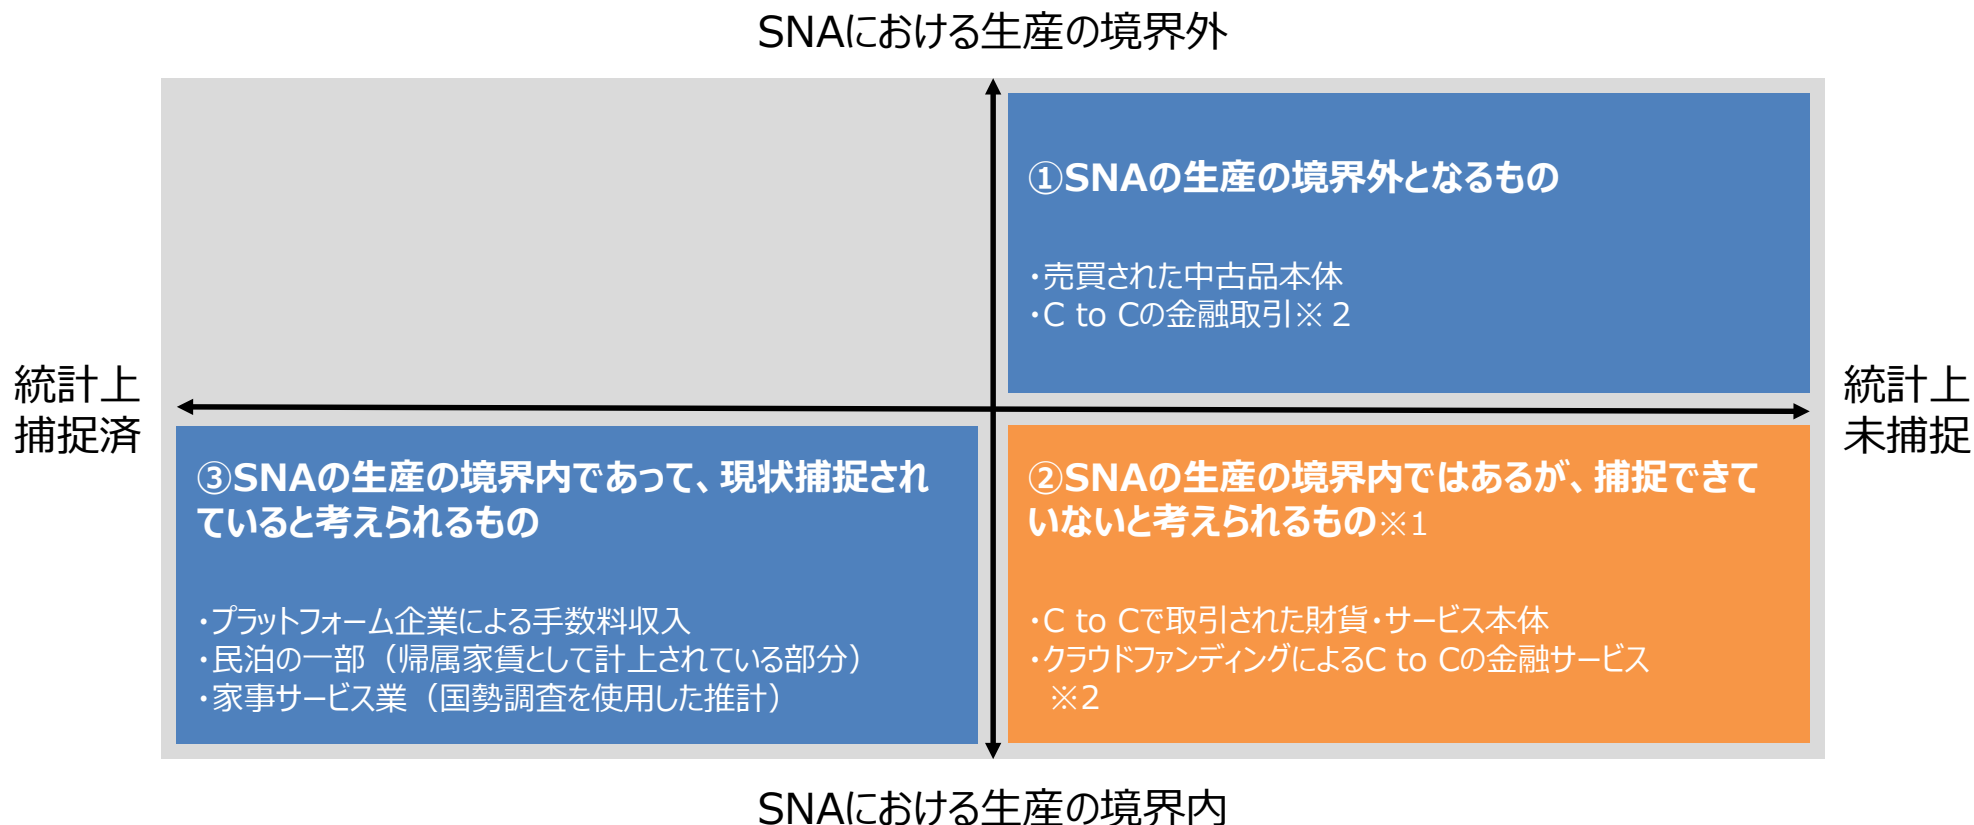 SNAにおける生産の境界外
①SNAの生産の境界外となるもの
・売買された中古品本体
・C to Cの金融取引※２
統計上
捕捉済
統計上
未捕捉
③SNAの生産の境界内であって、現状捕捉され
ていると考えられるもの
・プラットフォーム企業による手数料収入
・民泊の一部（帰属家賃として計上されている部分）
・家事サービス業（国勢調査を使用した推計）
②SNAの生産の境界内ではあるが、捕捉できて
いないと考えられるもの※1
・C to Cで取引された財貨・サービス本体
・クラウドファンディングによるC to Cの金融サービス
※2
SNAにおける生産の境界内